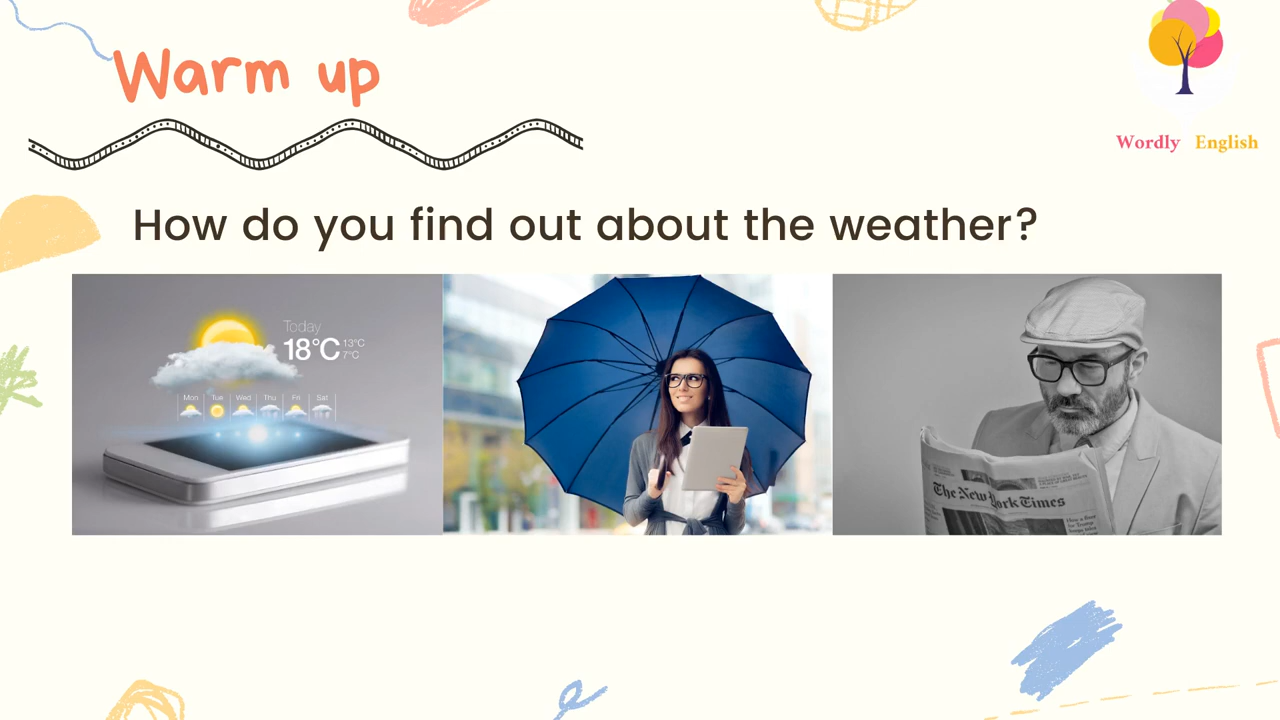 Warm up
Wordly English
How do you find out about the weather?
Today
18°C
13°C
7°C
Mon Tue Wed Thu Fri Sat
The New York Times